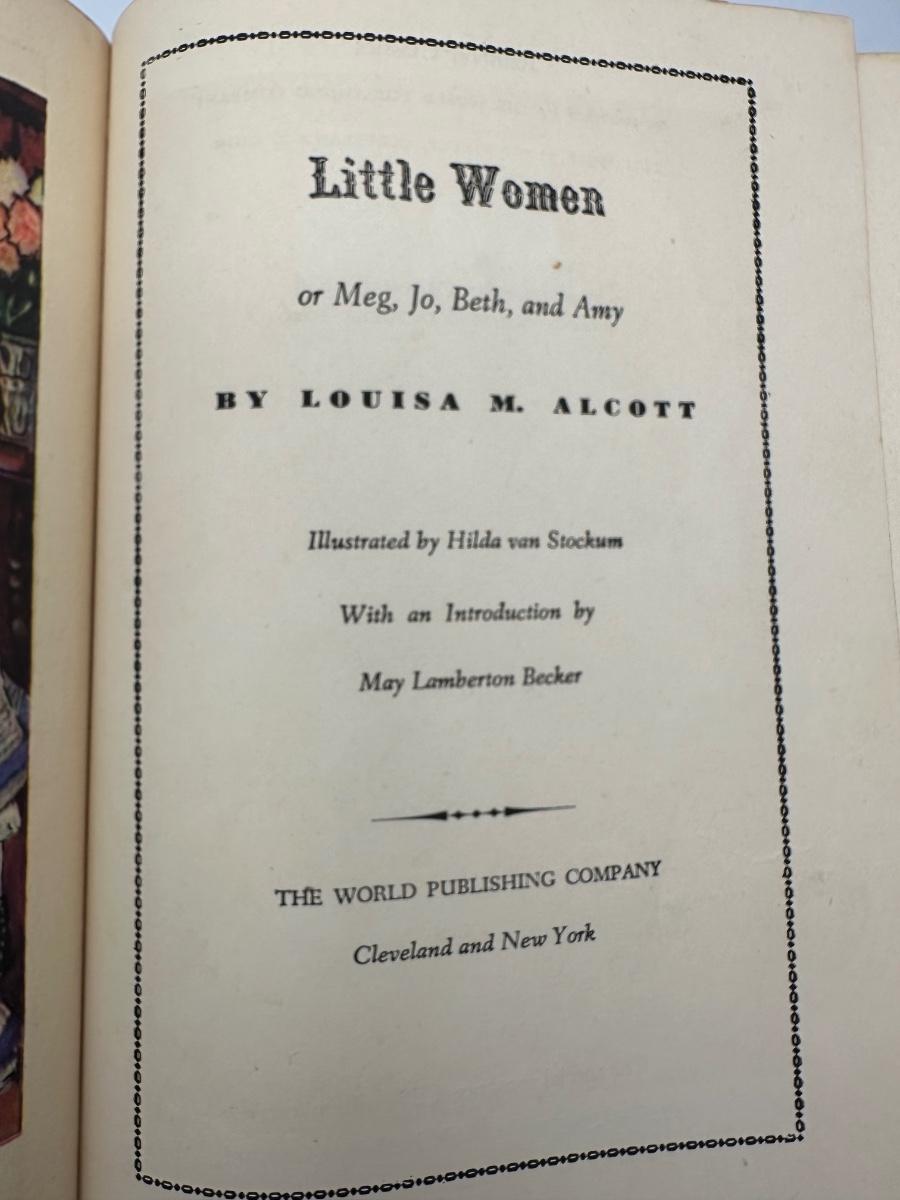 Little Women
or Meg, Jo, Beth, and Amy
BY LOUISA M. ALCOTT
Illustrated by Hilda van Stockum
With an Introduction by
May Lamberton Becker
THE WORLD PUBLISHING COMPANY
Cleveland and New York